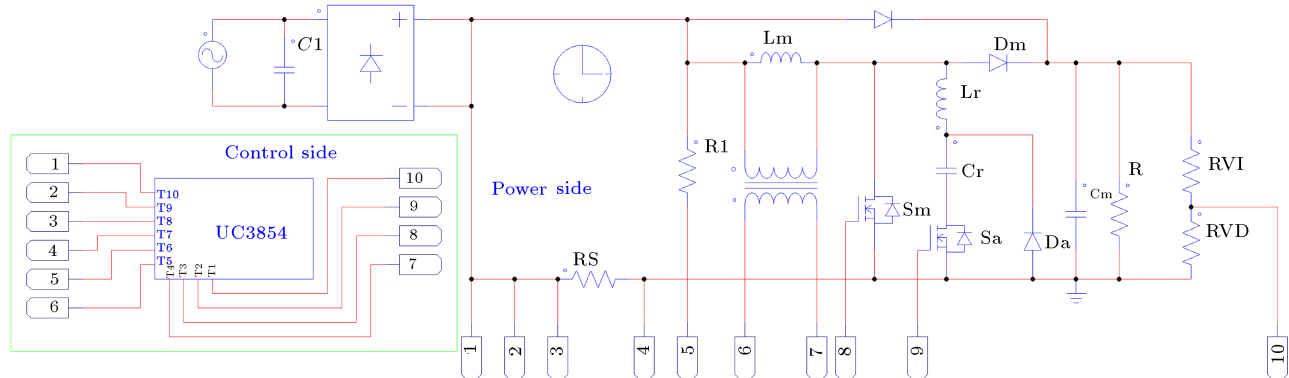 C1
+
−
Lm
Dm
Lr
R1
Cr
Cm
R
RVI
RVD
Sm
Sa
Da
RS
Power side
Control side
1
2
3
4
5
6
T10
T9
T8
T7
T6
T5
T4
T3
T2
T1
UC3854
10
9
8
7
1
2
3
4
5
6
7
8
9
10